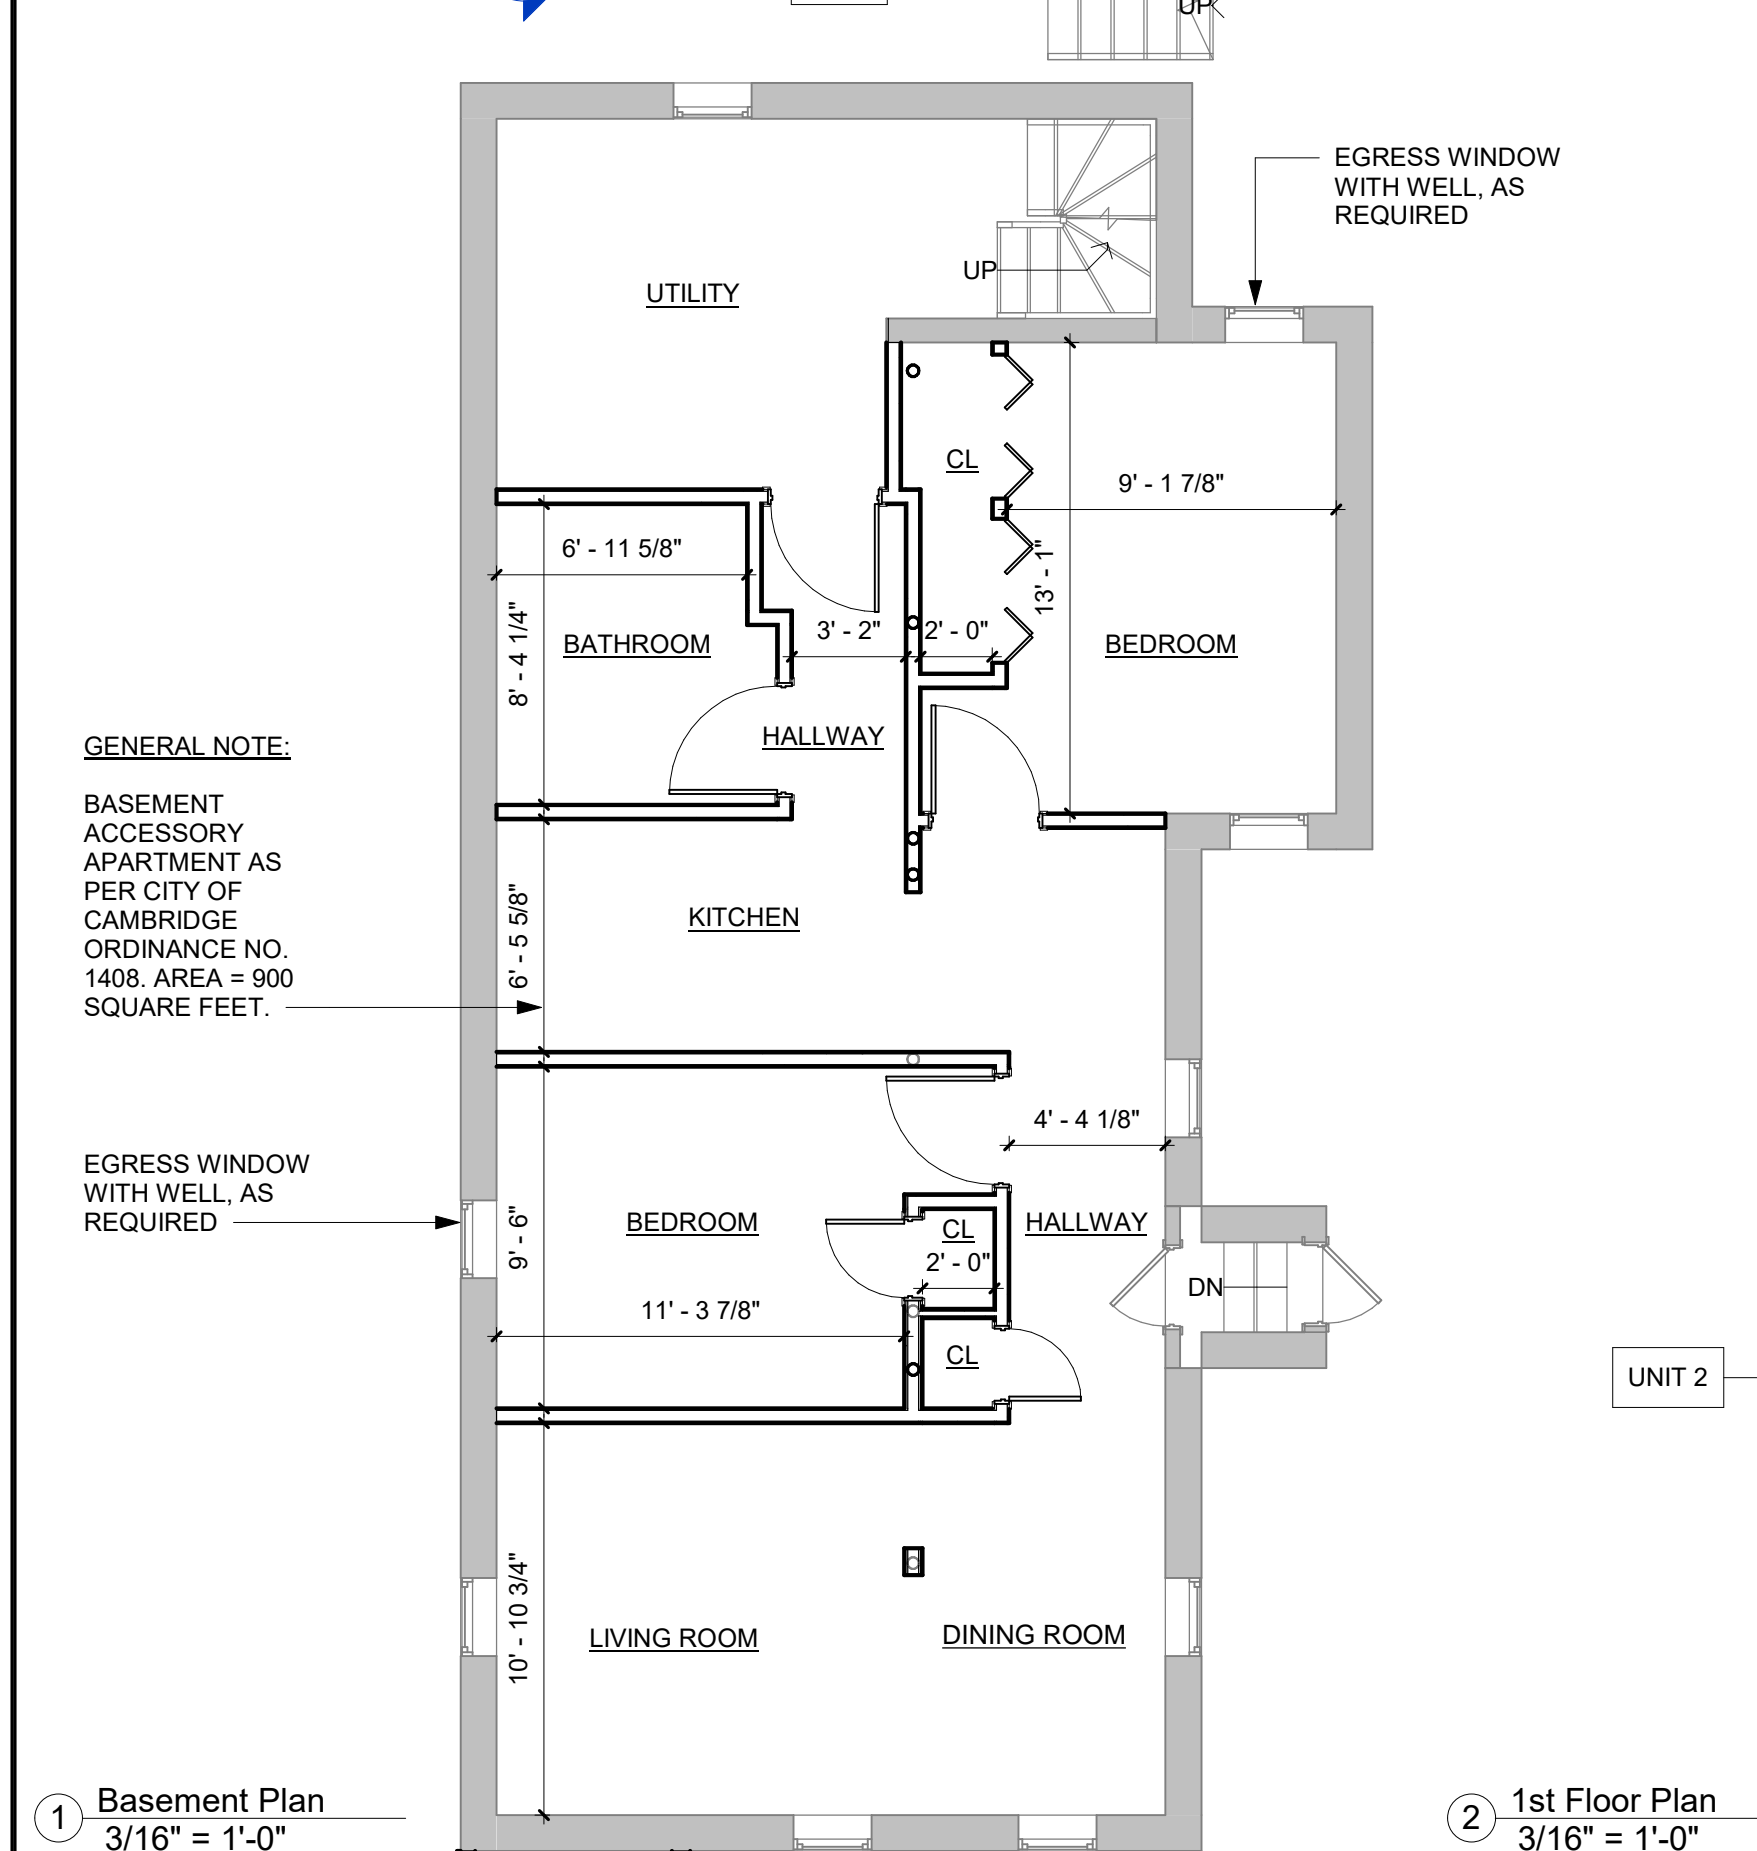 UP
EGRESS WINDOW
WITH WELL, AS
REQUIRED
UP
UTILITY
CL
9' - 1 7/8"
13' - 1"
6' - 11 5/8"
8' - 4 1/4"
BATHROOM
3' - 2"
2' - 0"
BEDROOM
HALLWAY
GENERAL NOTE:
BASEMENT
ACCESSORY
APARTMENT AS
PER CITY OF
CAMBRIDGE
ORDINANCE NO.
1408. AREA = 900
SQUARE FEET.
6' - 5 5/8"
KITCHEN
4' - 4 1/8"
EGRESS WINDOW
WITH WELL, AS
REQUIRED
9' - 6"
BEDROOM
CL
2' - 0"
HALLWAY
DN
11' - 3 7/8"
CL
UNIT 2
10' - 10 3/4"
LIVING ROOM
DINING ROOM
1 Basement Plan
3/16" = 1'-0"
2 1st Floor Plan
3/16" = 1'-0"